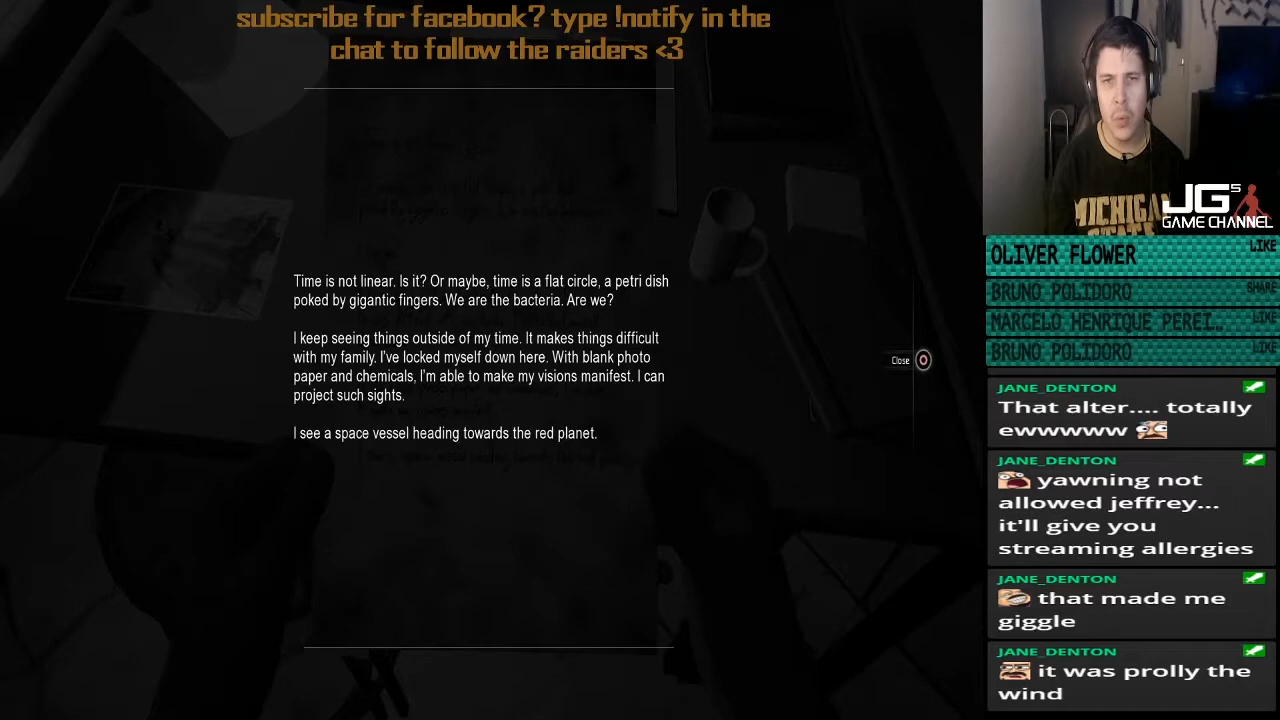 subscribe for facebook? type !notify in the
chat to follow the raiders <3
Time is not linear. Is it? Or maybe, time is a flat circle, a petri dish
poked by gigantic fingers. We are the bacteria. Are we?
I keep seeing things outside of my time. It makes things difficult
with my family. I've locked myself down here. With blank photo
paper and chemicals, I'm able to make my visions manifest. I can
project such sights.
I see a space vessel heading towards the red planet.
Close
MICHIGAN
STATE
JGS
GAME CHANNEL
OLIVER FLOWER LIKE
BRUNO POLIDORO SHARE
MARCELO HENRIQUE PEREI.. LIKE
BRUNO POLIDORO LIKE
JANE_DENTON
That alter.... totally
ewwwww
JANE_DENTON
yawning not
allowed jeffrey...
it'll give you
streaming allergies
JANE_DENTON
that made me
giggle
JANE_DENTON
it was prolly the
wind